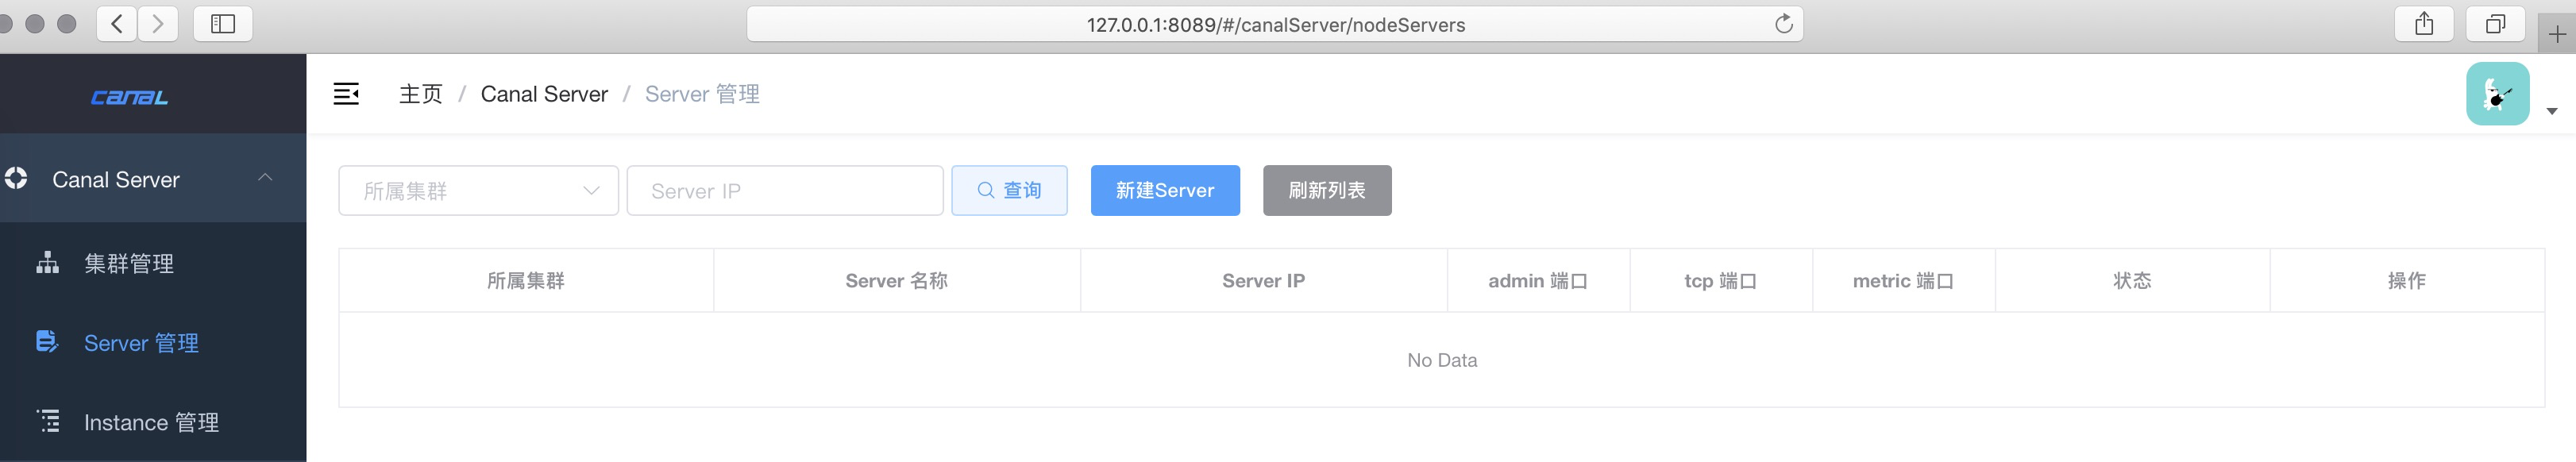 127.0.0.1:8089/#/canalServer/nodeServers
canal
主页 / Canal Server / Server 管理
Canal Server
集群管理
Server 管理
Instance 管理
所属集群 Server IP 查询 新建Server 刷新列表
所属集群 Server 名称 Server IP admin 端口 tcp 端口 metric 端口 状态 操作
No Data